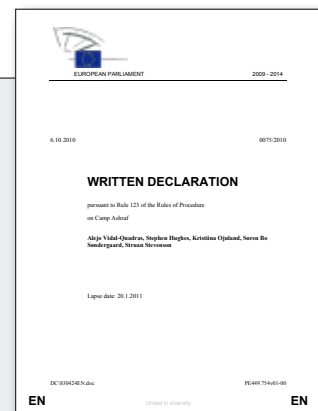 EUROPEAN PARLIAMENT 2009 - 2014
6.10.2010 0075/2010
WRITTEN DECLARATION
pursuant to Rule 123 of the Rules of Procedure
on Camp Ashraf
Alejo Vidal-Quadras, Stephen Hughes, Kristiina Ojuland, Søren Bo
Søndergaard, Struan Stevenson
Lapse date: 20.1.2011
DC\830424EN.doc PE449.754v01-00
EN United in diversity EN